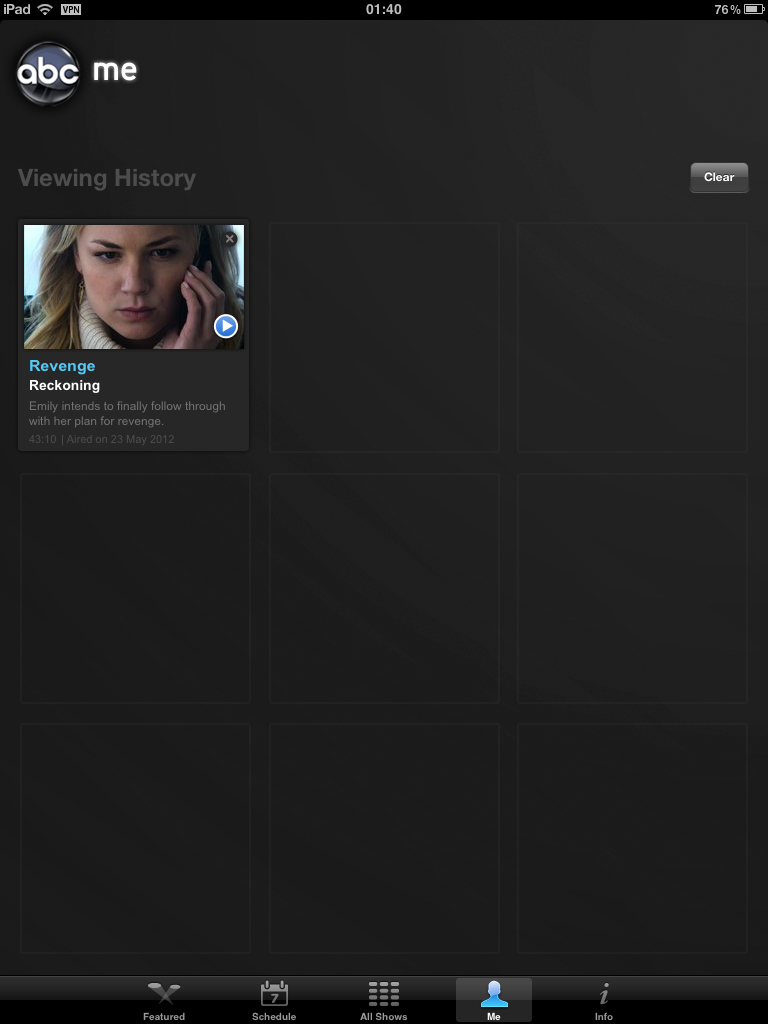 iPad VPN 01:40 76%
abc me
Viewing History Clear
Revenge
Reckoning
Emily intends to finally follow through
with her plan for revenge.
43:10 | Aired on 23 May 2012
7
Featured Schedule All Shows Me Info